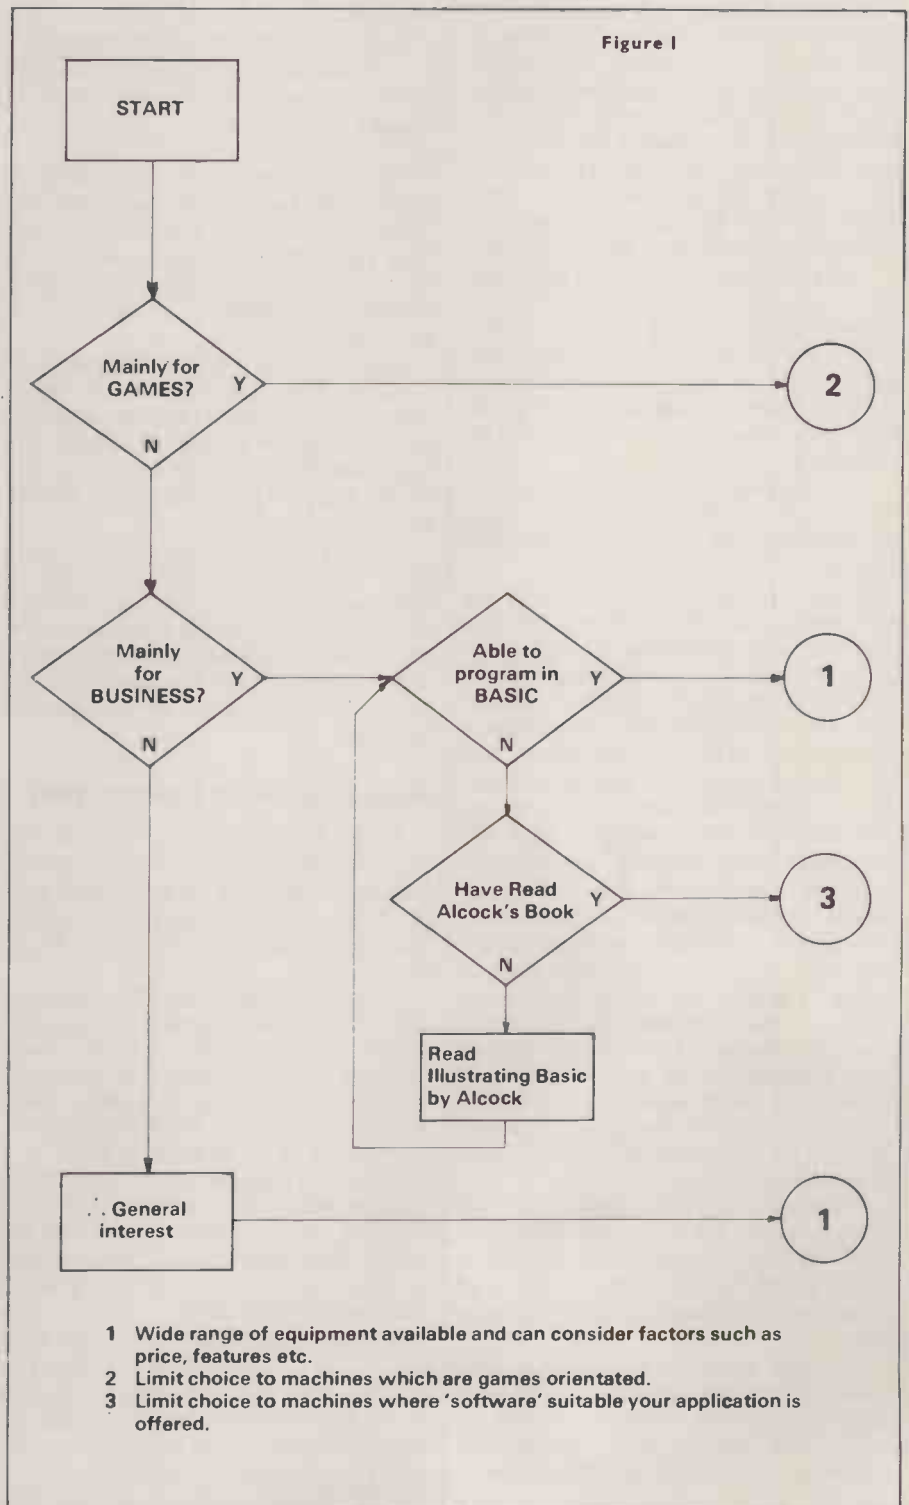 Figure I
START
Mainly for
GAMES?
Y
2
N
Mainly
for
BUSINESS?
Y
Able to
program in
BASIC
Y
1
N
N
Have Read
Alcock's Book
Y
3
N
Read
Illustrating Basic
by Alcock
∴ General
interest
1
1 Wide range of equipment available and can consider factors such as
price, features etc.
2 Limit choice to machines which are games orientated.
3 Limit choice to machines where 'software' suitable your application is
offered.